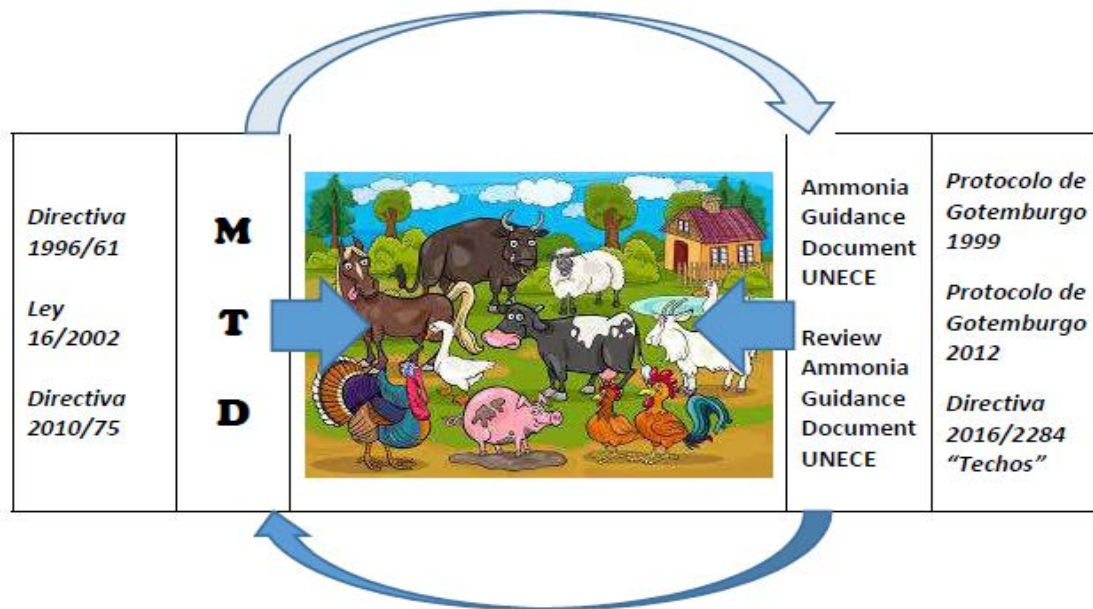 Directiva
1996/61
Ley
16/2002
Directiva
2010/75
M
T
D
Ammonia
Guidance
Document
UNECE
Review
Ammonia
Guidance
Document
UNECE
Protocolo de
Gotemburgo
1999
Protocolo de
Gotemburgo
2012
Directiva
2016/2284
“Techos”